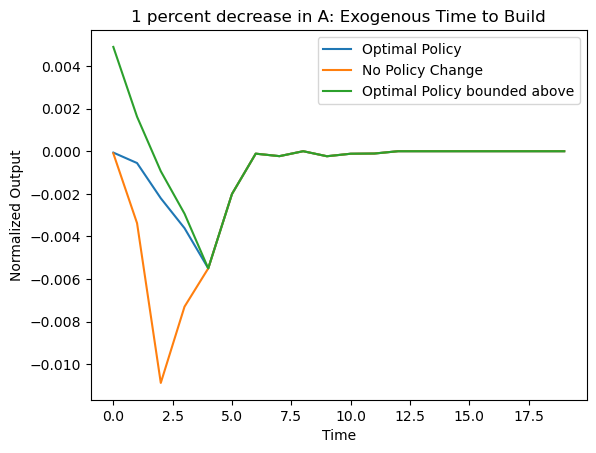 1 percent decrease in A: Exogenous Time to Build
Optimal Policy
No Policy Change
Optimal Policy bounded above
Normalized Output
0.004
0.002
0.000
−0.002
−0.004
−0.006
−0.008
−0.010
0.0 2.5 5.0 7.5 10.0 12.5 15.0 17.5
Time